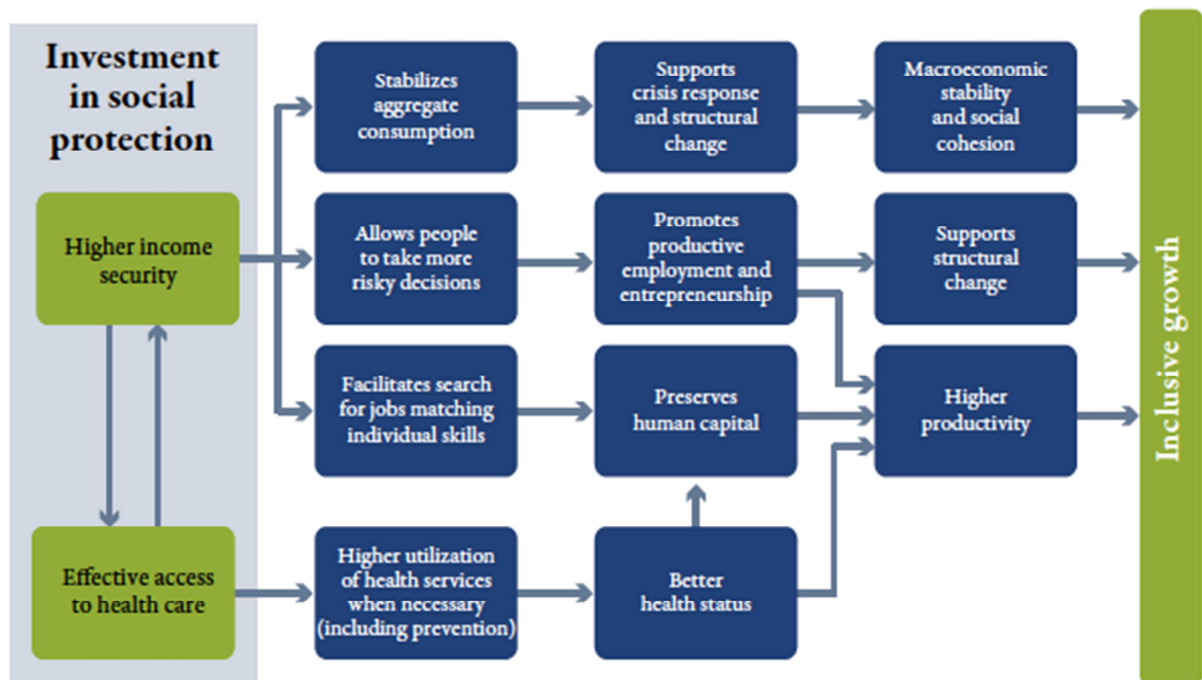 Investment
in social
protection
Higher income
security
Effective access
to health care
Stabilizes
aggregate
consumption
Supports
crisis response
and structural
change
Macroeconomic
stability
and social
cohesion
Allows people
to take more
risky decisions
Promotes
productive
employment and
entrepreneurship
Supports
structural
change
Facilitates search
for jobs matching
individual skills
Preserves
human capital
Higher
productivity
Higher utilization
of health services
when necessary
(including prevention)
Better
health status
Inclusive growth